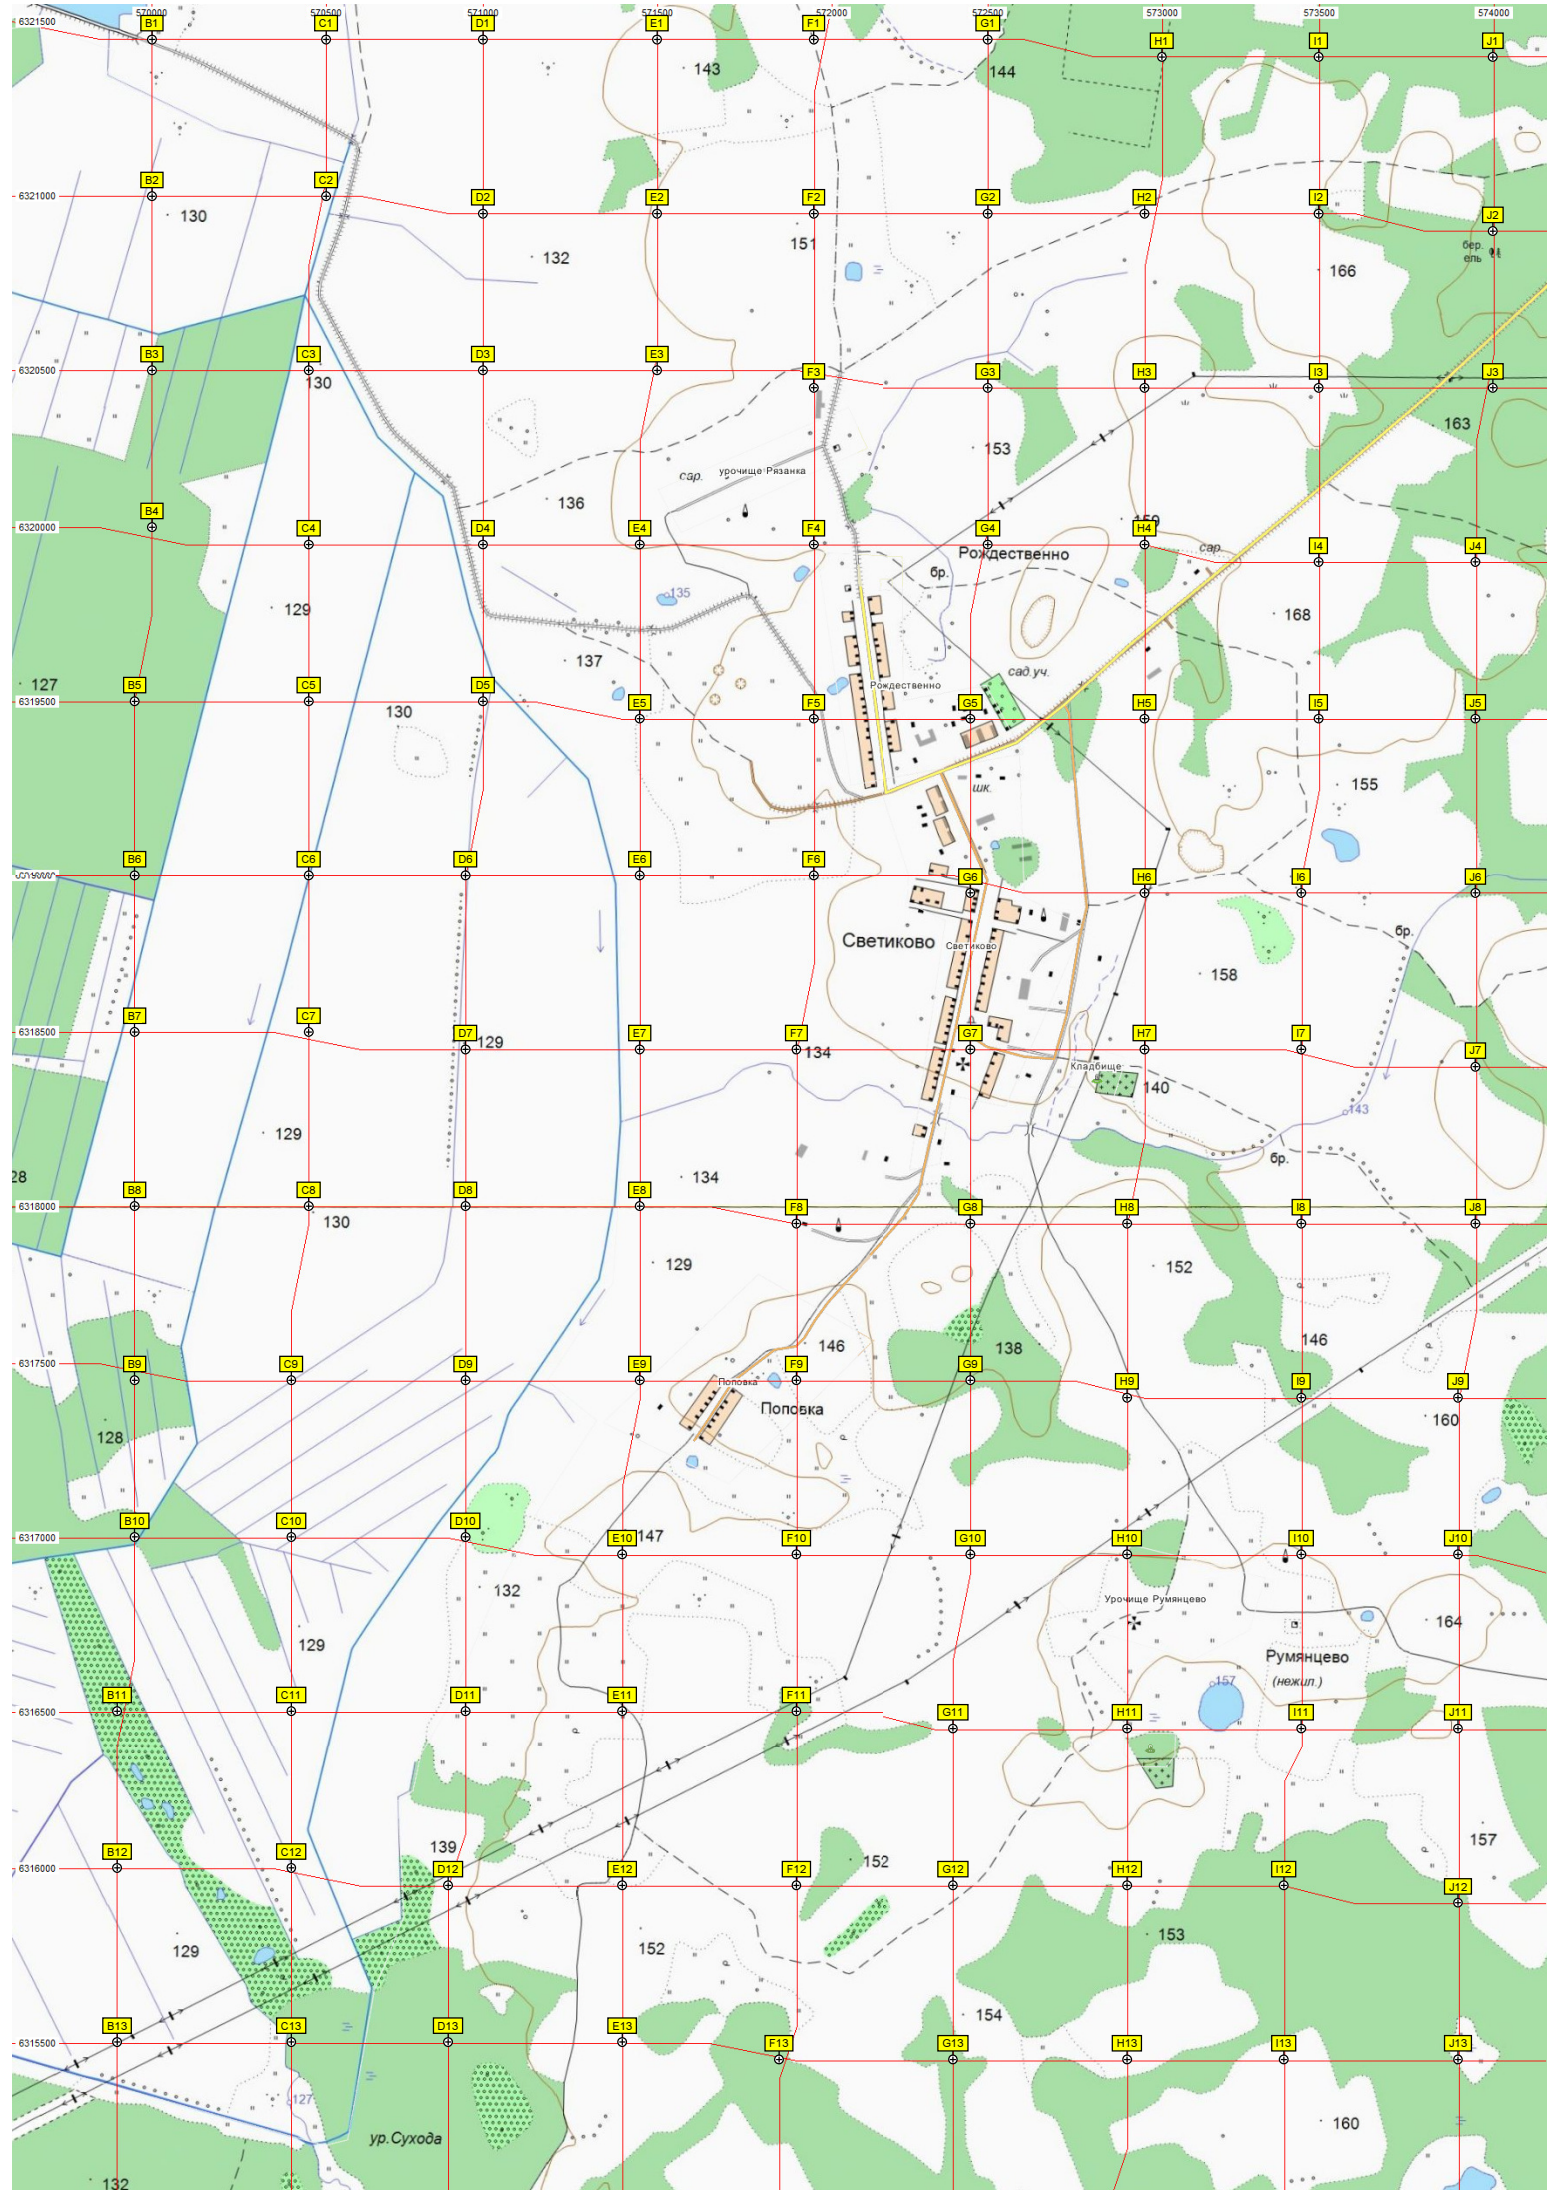 570000 570500 571000 571500 572000 572500 573000 573500 574000
6321500
B1 C1 D1 E1 F1 G1 H1 I1 J1
143 144
B2 C2 D2 E2 F2 G2 H2 I2 J2
6321000
130 132 151 166
бер.
ель
B3 C3 D3 E3 F3 G3 H3 I3 J3
6320500
130 153 163
сар. урочище Рязанка
136
B4 C4 D4 E4 F4 G4 H4 I4 J4
6320000
159
Рождественно сар.
бр.
129 135 168
137 сад.уч.
127 Рождественно
B5 C5 D5 E5 F5 G5 H5 I5 J5
6319500
130
шк. 155
B6 C6 D6 E6 F6 G6 H6 I6 J6
6319000
Светиково Светиково бр.
158
B7 C7 D7 E7 F7 G7 H7 I7 J7
6318500
129 134
Кладбище 140
129 143
28 134 бр.
B8 C8 D8 E8 F8 G8 H8 I8 J8
6318000
130
129 152
146 138 146
B9 C9 D9 E9 F9 G9 H9 I9 J9
6317500
Поповка
Поповка
128 160
B10 C10 D10 E10 F10 G10 H10 I10 J10
6317000
147
132 Урочище Румянцево
129 164
Румянцево
(нежил.)
157
B11 C11 D11 E11 F11 G11 H11 I11 J11
6316500
139 157
B12 C12 D12 E12 F12 G12 H12 I12 J12
6316000
152
129 152 153
154
B13 C13 D13 E13 F13 G13 H13 I13 J13
6315500
127
ур.Сухода 160
132